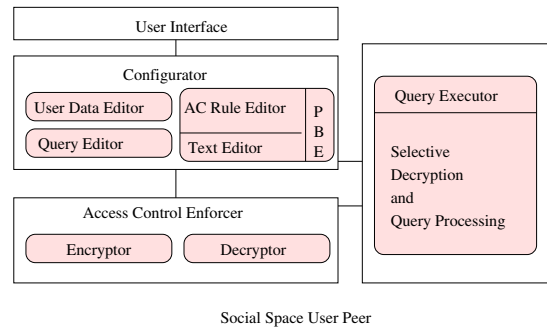 User Interface
Configurator
User Data Editor
AC Rule Editor
Query Editor
Text Editor
P
B
E
Access Control Enforcer
Encryptor
Decryptor
Query Executor
Selective
Decryption
and
Query Processing
Social Space User Peer